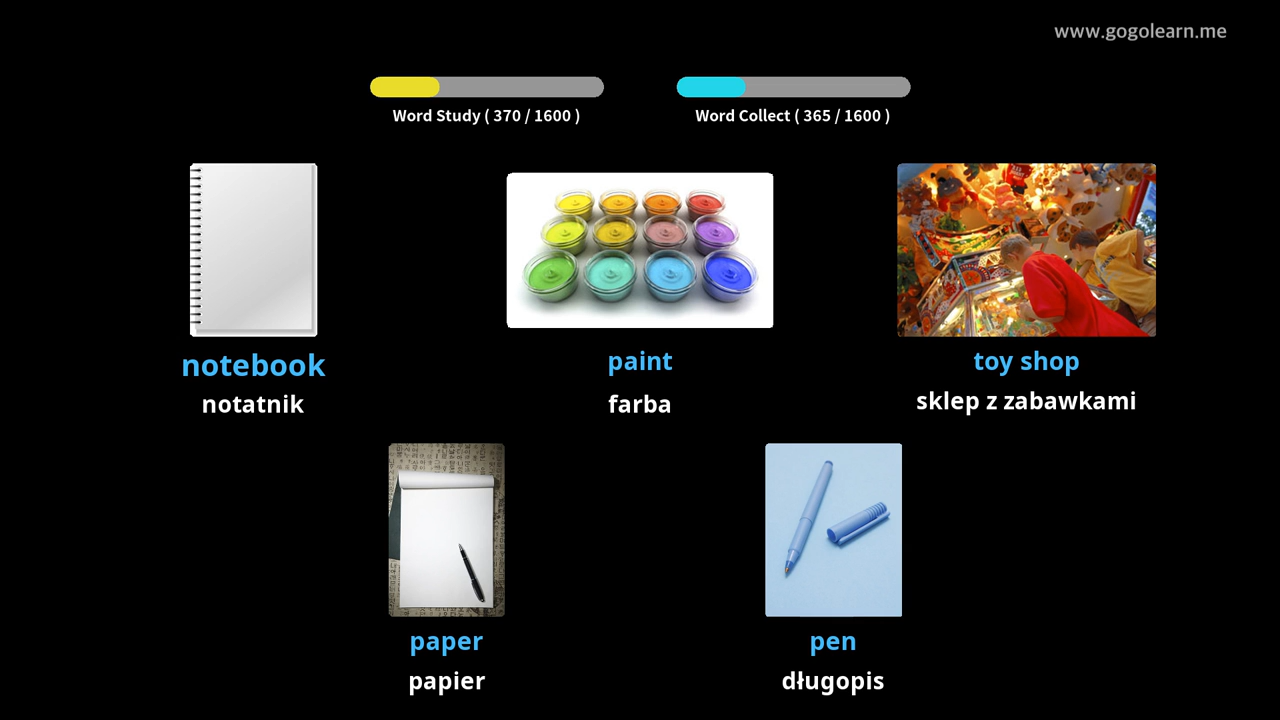 www.gogolearn.me
Word Study ( 370 / 1600 )
Word Collect ( 365 / 1600 )
notebook
notatnik
paint
farba
toy shop
sklep z zabawkami
paper
papier
pen
długopis